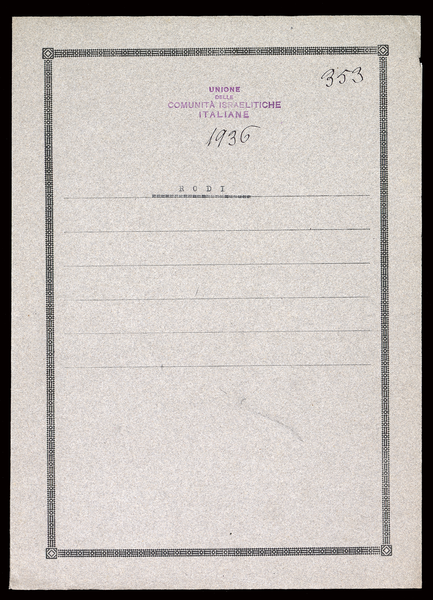 353
UNIONE
DELLE
COMUNITÀ ISRAELITICHE
ITALIANE
1936
RODI